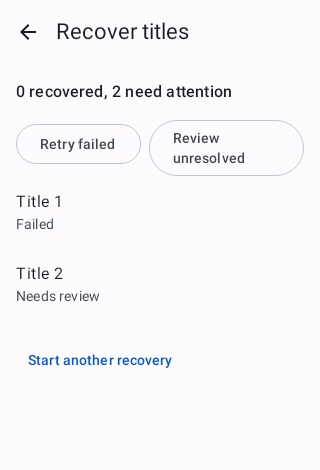 Recover titles
0 recovered, 2 need attention
Retry failed
Review
unresolved
Title 1
Failed
Title 2
Needs review
Start another recovery